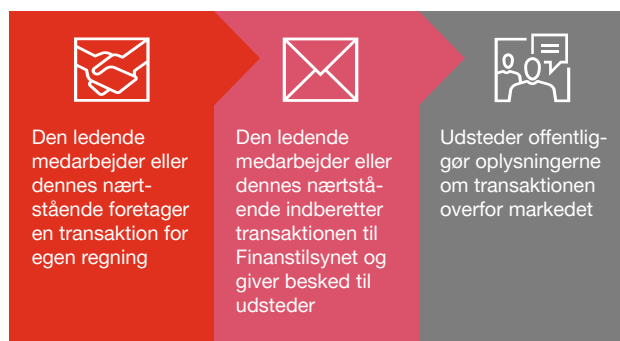 Den ledende
medarbejder eller
dennes nært-
stående foretager
en transaktion for
egen regning
Den ledende
medarbejder eller
dennes nærtstå-
ende indberetter
transaktionen til
Finanstilsynet og
giver besked til
udsteder
Udsteder offentlig-
gør oplysningerne
om transaktionen
overfor markedet